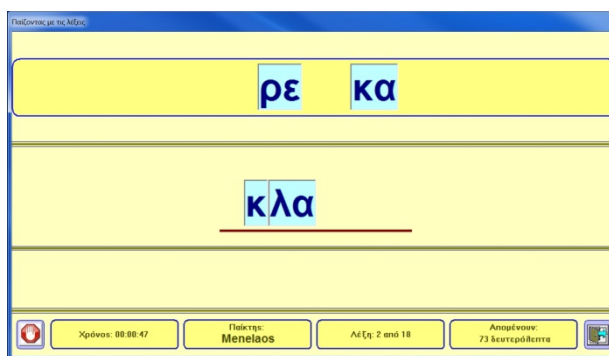 Παίζοντας με τις λέξεις
ρε κα
κ λα
Χρόνος: 00:00:47
Παίκτης:
Menelaos
Λέξη: 2 από 18
Απομένουν:
73 δευτερόλεπτα